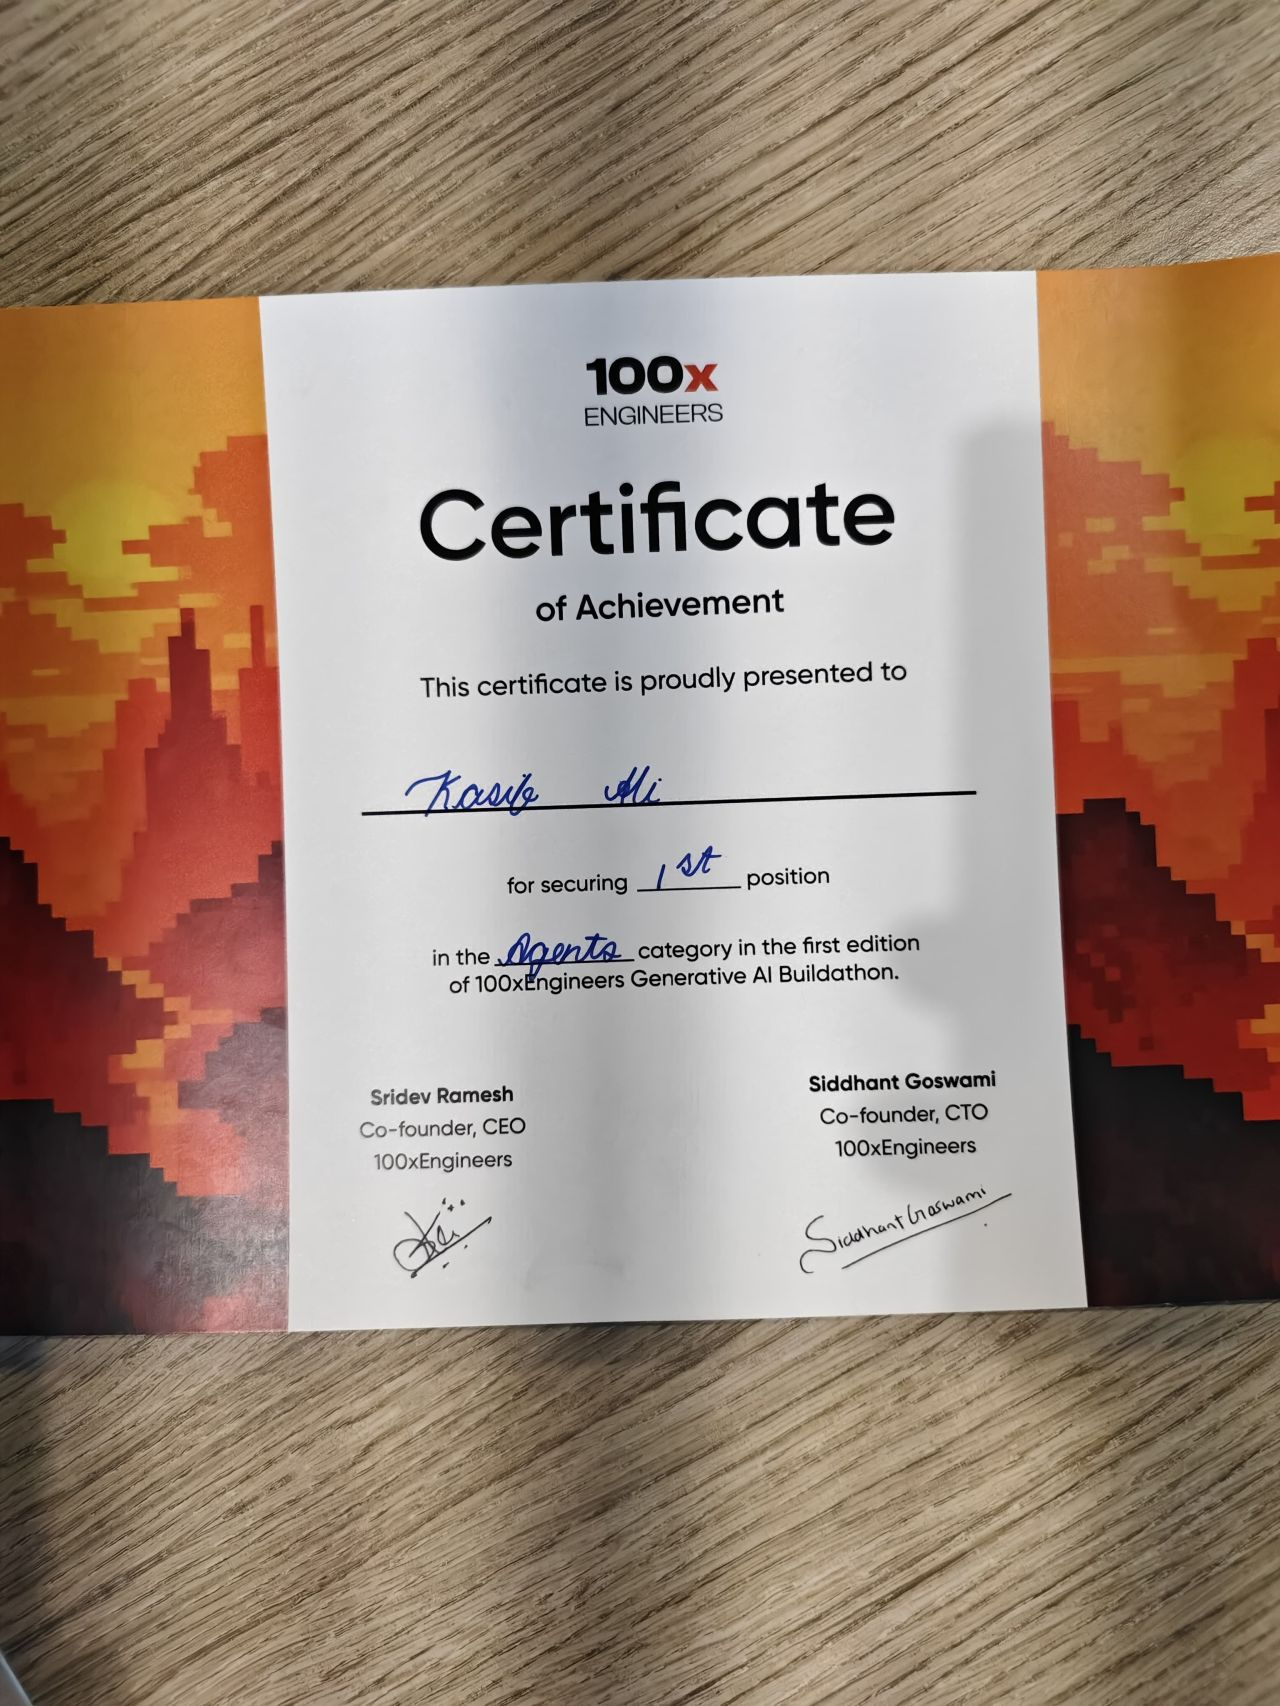 100x
ENGINEERS
Certificate
of Achievement
This certificate is proudly presented to
Kasif Ali
for securing 1st position
in the Agents category in the first edition
of 100xEngineers Generative AI Buildathon.
Sridev Ramesh
Co-founder, CEO
100xEngineers
Siddhant Goswami
Co-founder, CTO
100xEngineers
Siddhant Goswami